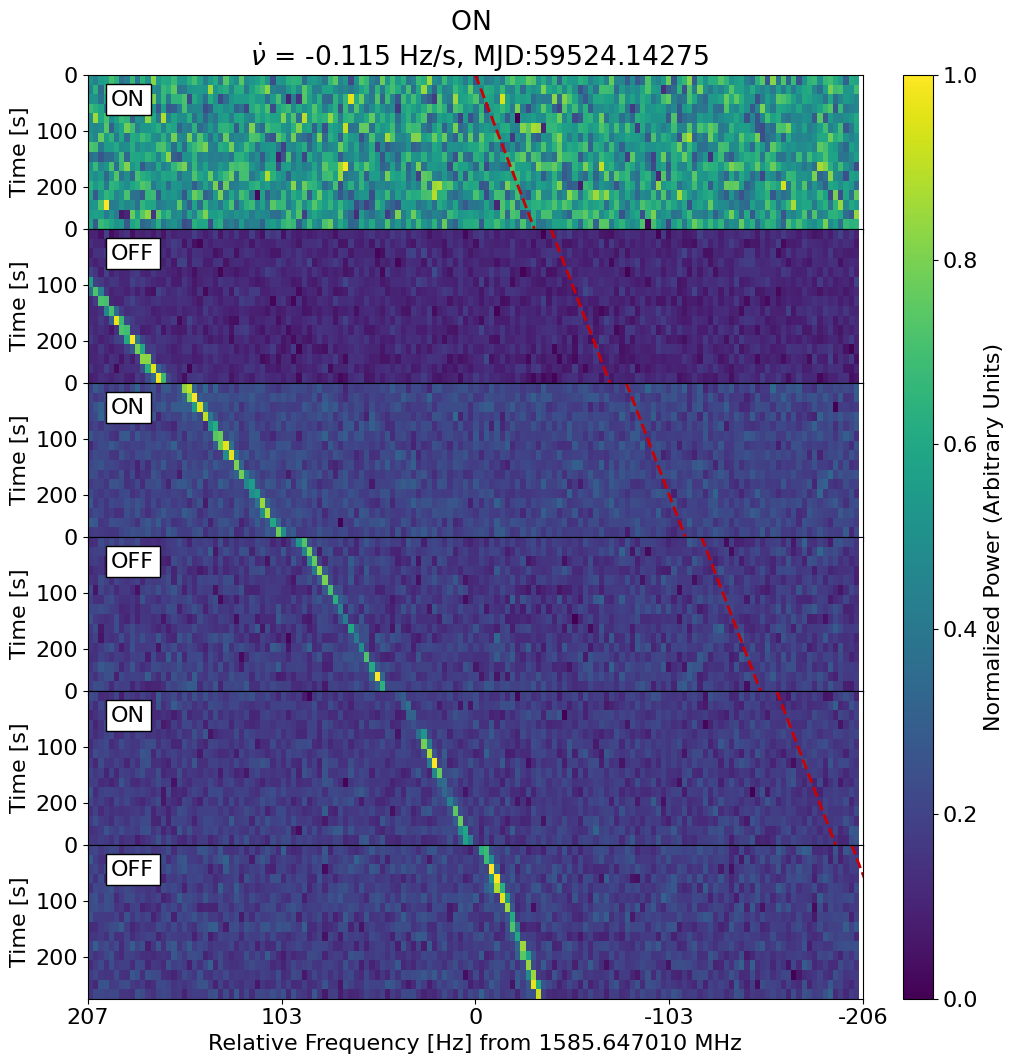 ON
ν̇ = -0.115 Hz/s, MJD:59524.14275
0
ON
100
Time [s]
200
0
OFF
100
Time [s]
200
0
ON
100
Time [s]
200
0
OFF
100
Time [s]
200
0
ON
100
Time [s]
200
0
OFF
100
Time [s]
200
207 103 0 -103 -206
Relative Frequency [Hz] from 1585.647010 MHz
1.0
0.8
0.6
0.4
0.2
0.0
Normalized Power (Arbitrary Units)